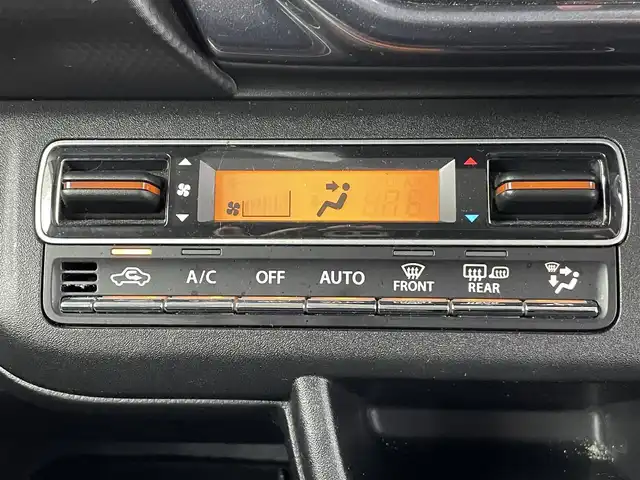 A/C OFF AUTO FRONT REAR